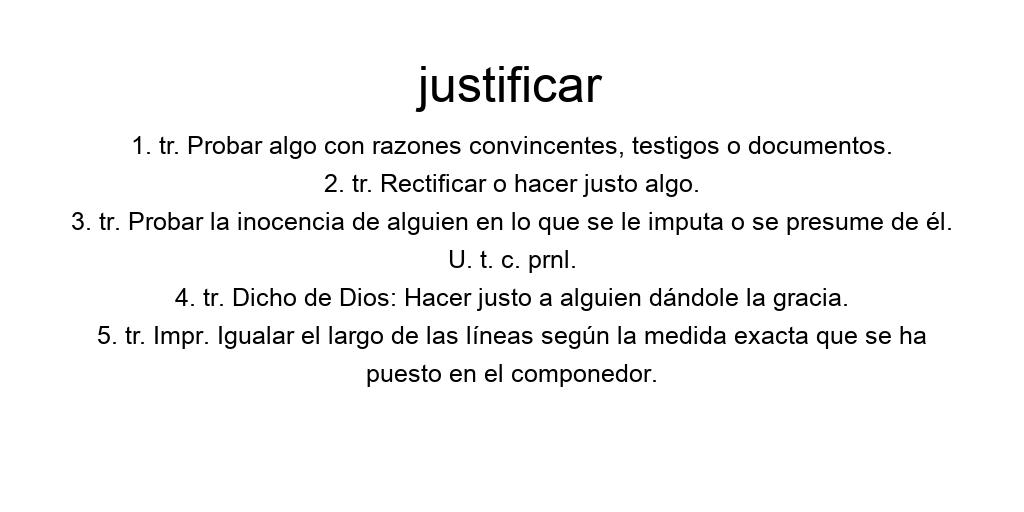 justificar
1. tr. Probar algo con razones convincentes, testigos o documentos.
2. tr. Rectificar o hacer justo algo.
3. tr. Probar la inocencia de alguien en lo que se le imputa o se presume de él.
U. t. c. prnl.
4. tr. Dicho de Dios: Hacer justo a alguien dándole la gracia.
5. tr. Impr. Igualar el largo de las líneas según la medida exacta que se ha
puesto en el componedor.